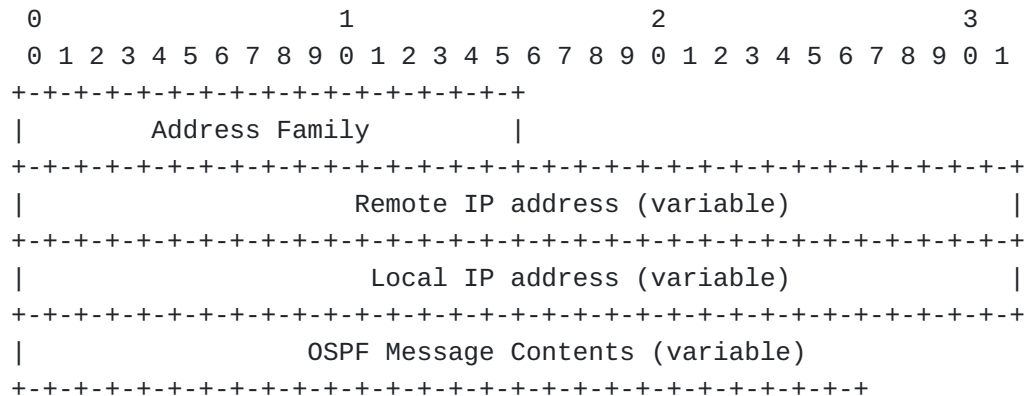 0                   1                   2                   3
 0 1 2 3 4 5 6 7 8 9 0 1 2 3 4 5 6 7 8 9 0 1 2 3 4 5 6 7 8 9 0 1
+-+-+-+-+-+-+-+-+-+-+-+-+-+-+-+-+
|        Address Family         |
+-+-+-+-+-+-+-+-+-+-+-+-+-+-+-+-+-+-+-+-+-+-+-+-+-+-+-+-+-+-+-+-+
|                     Remote IP address (variable)              |
+-+-+-+-+-+-+-+-+-+-+-+-+-+-+-+-+-+-+-+-+-+-+-+-+-+-+-+-+-+-+-+-+
|                      Local IP address (variable)              |
+-+-+-+-+-+-+-+-+-+-+-+-+-+-+-+-+-+-+-+-+-+-+-+-+-+-+-+-+-+-+-+-+
|                  OSPF Message Contents (variable)
+-+-+-+-+-+-+-+-+-+-+-+-+-+-+-+-+-+-+-+-+-+-+-+-+-+-+-+